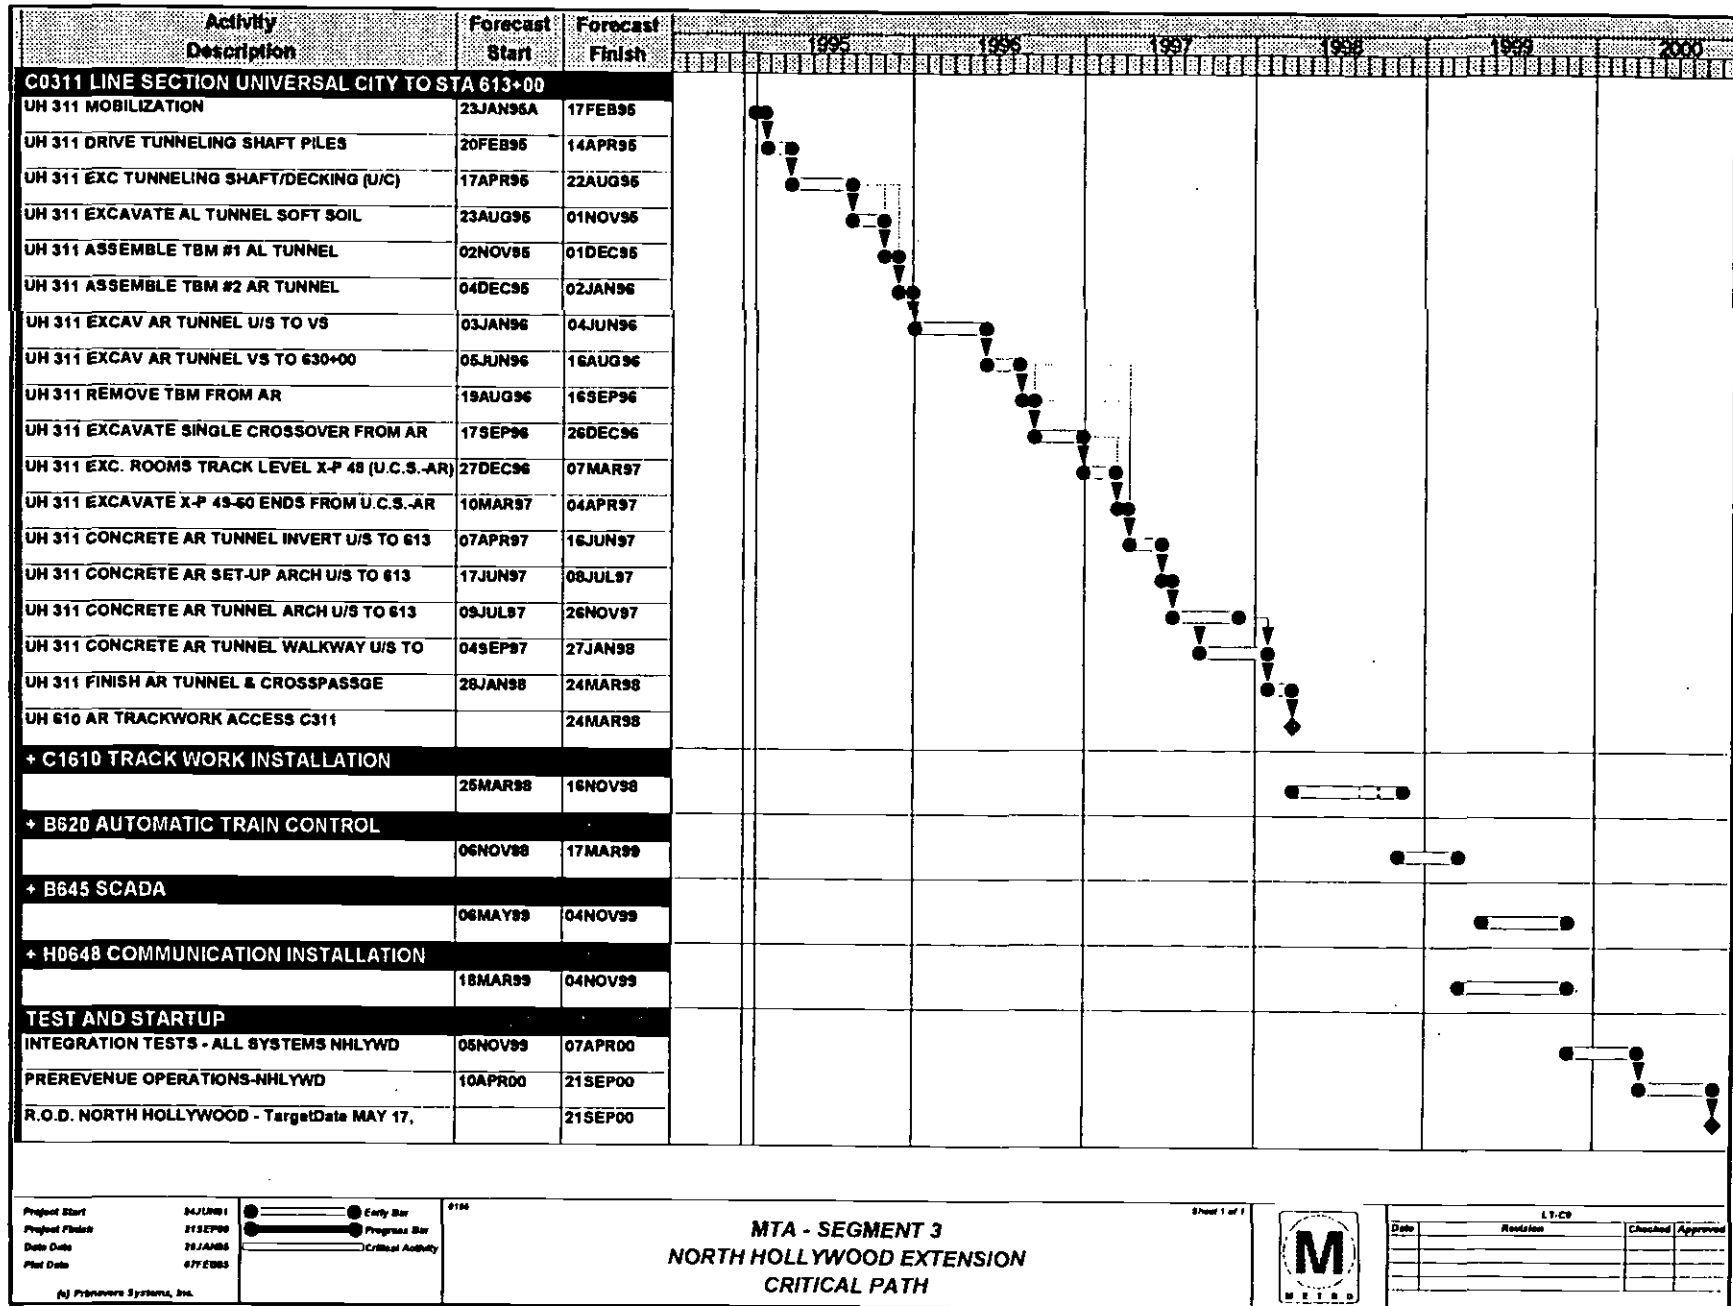 Activity Description Forecast Start Forecast Finish 1995 1996 1997 1998 1999 2000
C0311 LINE SECTION UNIVERSAL CITY TO STA 613+00
UH 311 MOBILIZATION 23JAN95A 17FEB95
UH 311 DRIVE TUNNELING SHAFT PILES 20FEB95 14APR95
UH 311 EXC TUNNELING SHAFT/DECKING (U/C) 17APR95 22AUG95
UH 311 EXCAVATE AL TUNNEL SOFT SOIL 23AUG95 01NOV95
UH 311 ASSEMBLE TBM #1 AL TUNNEL 02NOV95 01DEC95
UH 311 ASSEMBLE TBM #2 AR TUNNEL 04DEC95 02JAN96
UH 311 EXCAV AR TUNNEL U/S TO VS 03JAN96 04JUN96
UH 311 EXCAV AR TUNNEL VS TO 630+00 05JUN96 16AUG96
UH 311 REMOVE TBM FROM AR 19AUG96 16SEP96
UH 311 EXCAVATE SINGLE CROSSOVER FROM AR 17SEP96 26DEC96
UH 311 EXC. ROOMS TRACK LEVEL X-P 48 (U.C.S.-AR) 27DEC96 07MAR97
UH 311 EXCAVATE X-P 49-60 ENDS FROM U.C.S.-AR 10MAR97 04APR97
UH 311 CONCRETE AR TUNNEL INVERT U/S TO 613 07APR97 16JUN97
UH 311 CONCRETE AR SET-UP ARCH U/S TO 613 17JUN97 08JUL97
UH 311 CONCRETE AR TUNNEL ARCH U/S TO 613 09JUL97 26NOV97
UH 311 CONCRETE AR TUNNEL WALKWAY U/S TO 04SEP97 27JAN98
UH 311 FINISH AR TUNNEL & CROSSPASSGE 28JAN98 24MAR98
UH 610 AR TRACKWORK ACCESS C311 24MAR98
+ C1610 TRACK WORK INSTALLATION
25MAR98 16NOV98
+ B620 AUTOMATIC TRAIN CONTROL
06NOV98 17MAR99
+ B645 SCADA
06MAY99 04NOV99
+ H0648 COMMUNICATION INSTALLATION
18MAR99 04NOV99
TEST AND STARTUP
INTEGRATION TESTS - ALL SYSTEMS NHLYWD 05NOV99 07APR00
PREREVENUE OPERATIONS-NHLYWD 10APR00 21SEP00
R.O.D. NORTH HOLLYWOOD - TargetDate MAY 17, 21SEP00
Project Start
Project Finish 21SEP00
Data Date
Plot Date
(c) Primavera Systems, Inc.
Early Bar
Progress Bar
Critical Activity
MTA - SEGMENT 3
NORTH HOLLYWOOD EXTENSION
CRITICAL PATH
Sheet 1 of 1
M
METRO
Date Revision Checked Approved